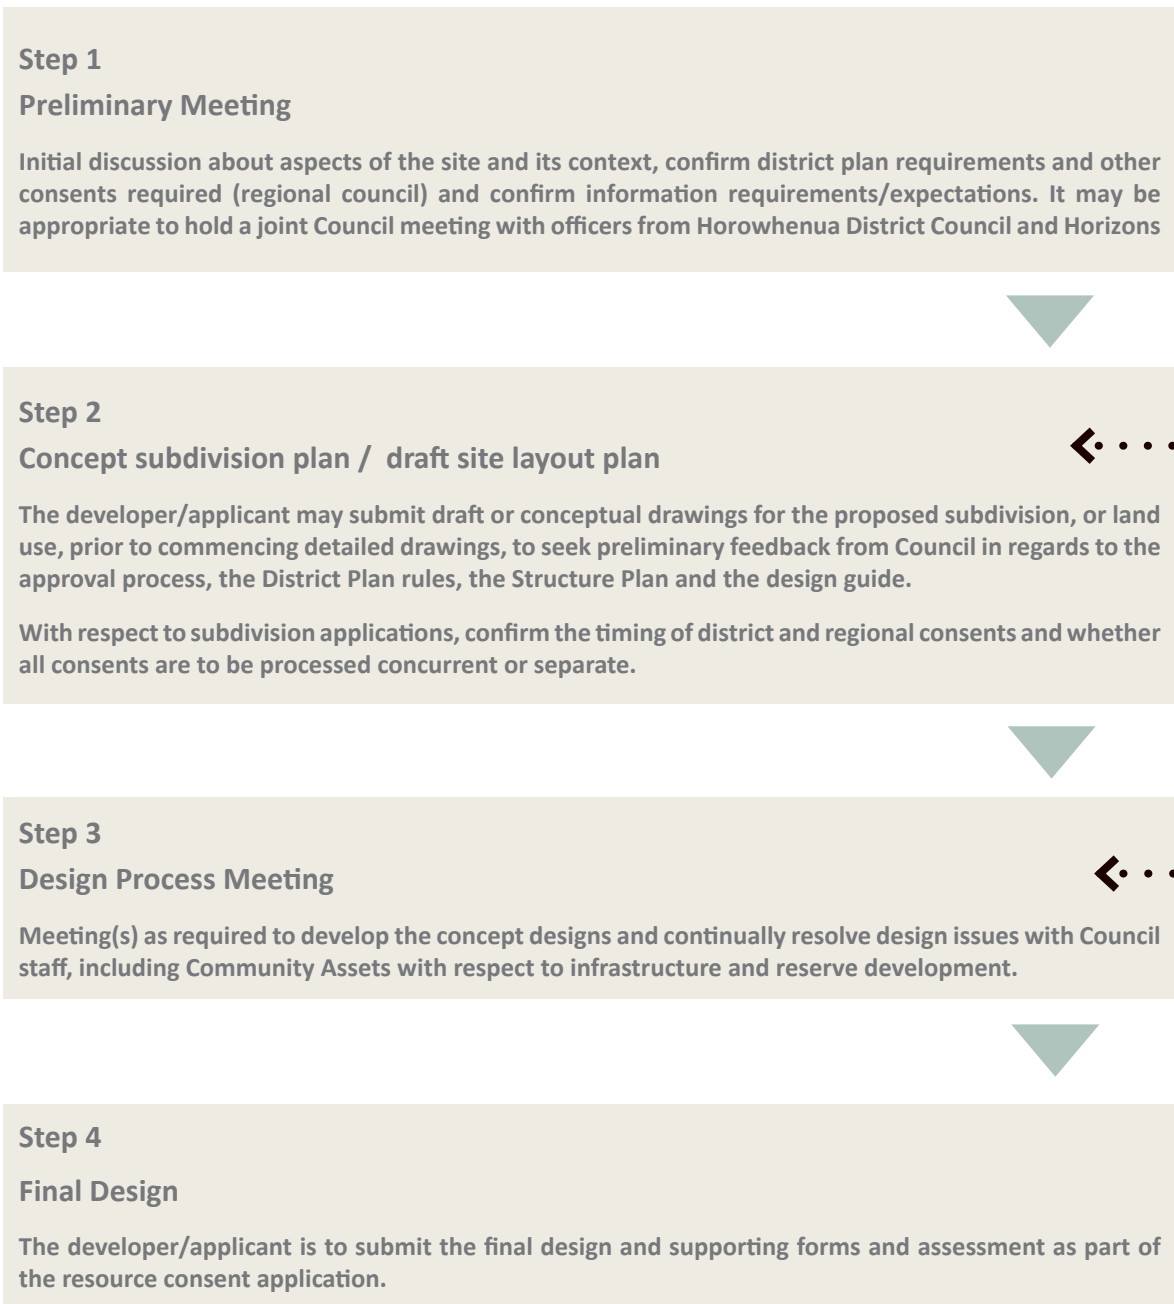 Step 1
Preliminary Meeting
Initial discussion about aspects of the site and its context, confirm district plan requirements and other
consents required (regional council) and confirm information requirements/expectations. It may be
appropriate to hold a joint Council meeting with officers from Horowhenua District Council and Horizons
Step 2
Concept subdivision plan / draft site layout plan
The developer/applicant may submit draft or conceptual drawings for the proposed subdivision, or land
use, prior to commencing detailed drawings, to seek preliminary feedback from Council in regards to the
approval process, the District Plan rules, the Structure Plan and the design guide.
With respect to subdivision applications, confirm the timing of district and regional consents and whether
all consents are to be processed concurrent or separate.
Step 3
Design Process Meeting
Meeting(s) as required to develop the concept designs and continually resolve design issues with Council
staff, including Community Assets with respect to infrastructure and reserve development.
Step 4
Final Design
The developer/applicant is to submit the final design and supporting forms and assessment as part of
the resource consent application.